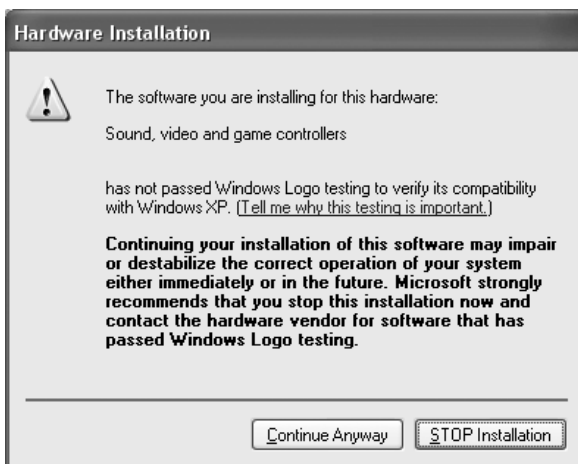 Hardware Installation
The software you are installing for this hardware:
Sound, video and game controllers
has not passed Windows Logo testing to verify its compatibility
with Windows XP. (Tell me why this testing is important.)
Continuing your installation of this software may impair
or destabilize the correct operation of your system
either immediately or in the future. Microsoft strongly
recommends that you stop this installation now and
contact the hardware vendor for software that has
passed Windows Logo testing.
Continue Anyway
STOP Installation